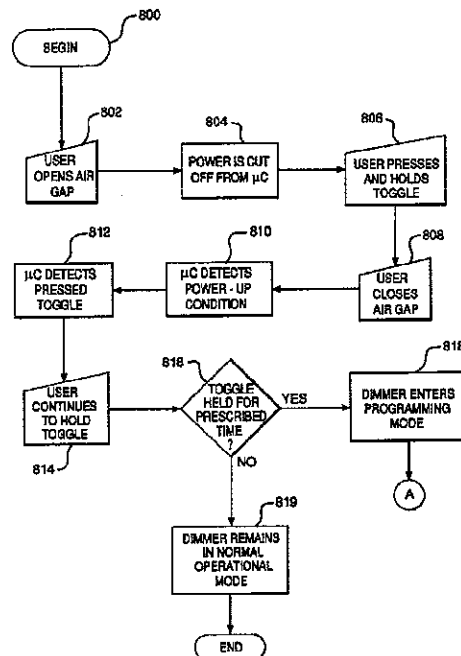 800
BEGIN
802
USER
OPENS AIR
GAP
804
POWER IS CUT
OFF FROM µC
806
USER PRESSES
AND HOLDS
TOGGLE
808
USER
CLOSES AIR
GAP
810
µC DETECTS
POWER - UP
CONDITION
812
µC DETECTS
PRESSED
TOGGLE
USER
CONTINUES
TO HOLD
TOGGLE
814
818
TOGGLE
HELD FOR
PRESCRIBED
TIME
?
YES
NO
818
DIMMER ENTERS
PROGRAMMING
MODE
A
819
DIMMER REMAINS
IN NORMAL
OPERATIONAL
MODE
END